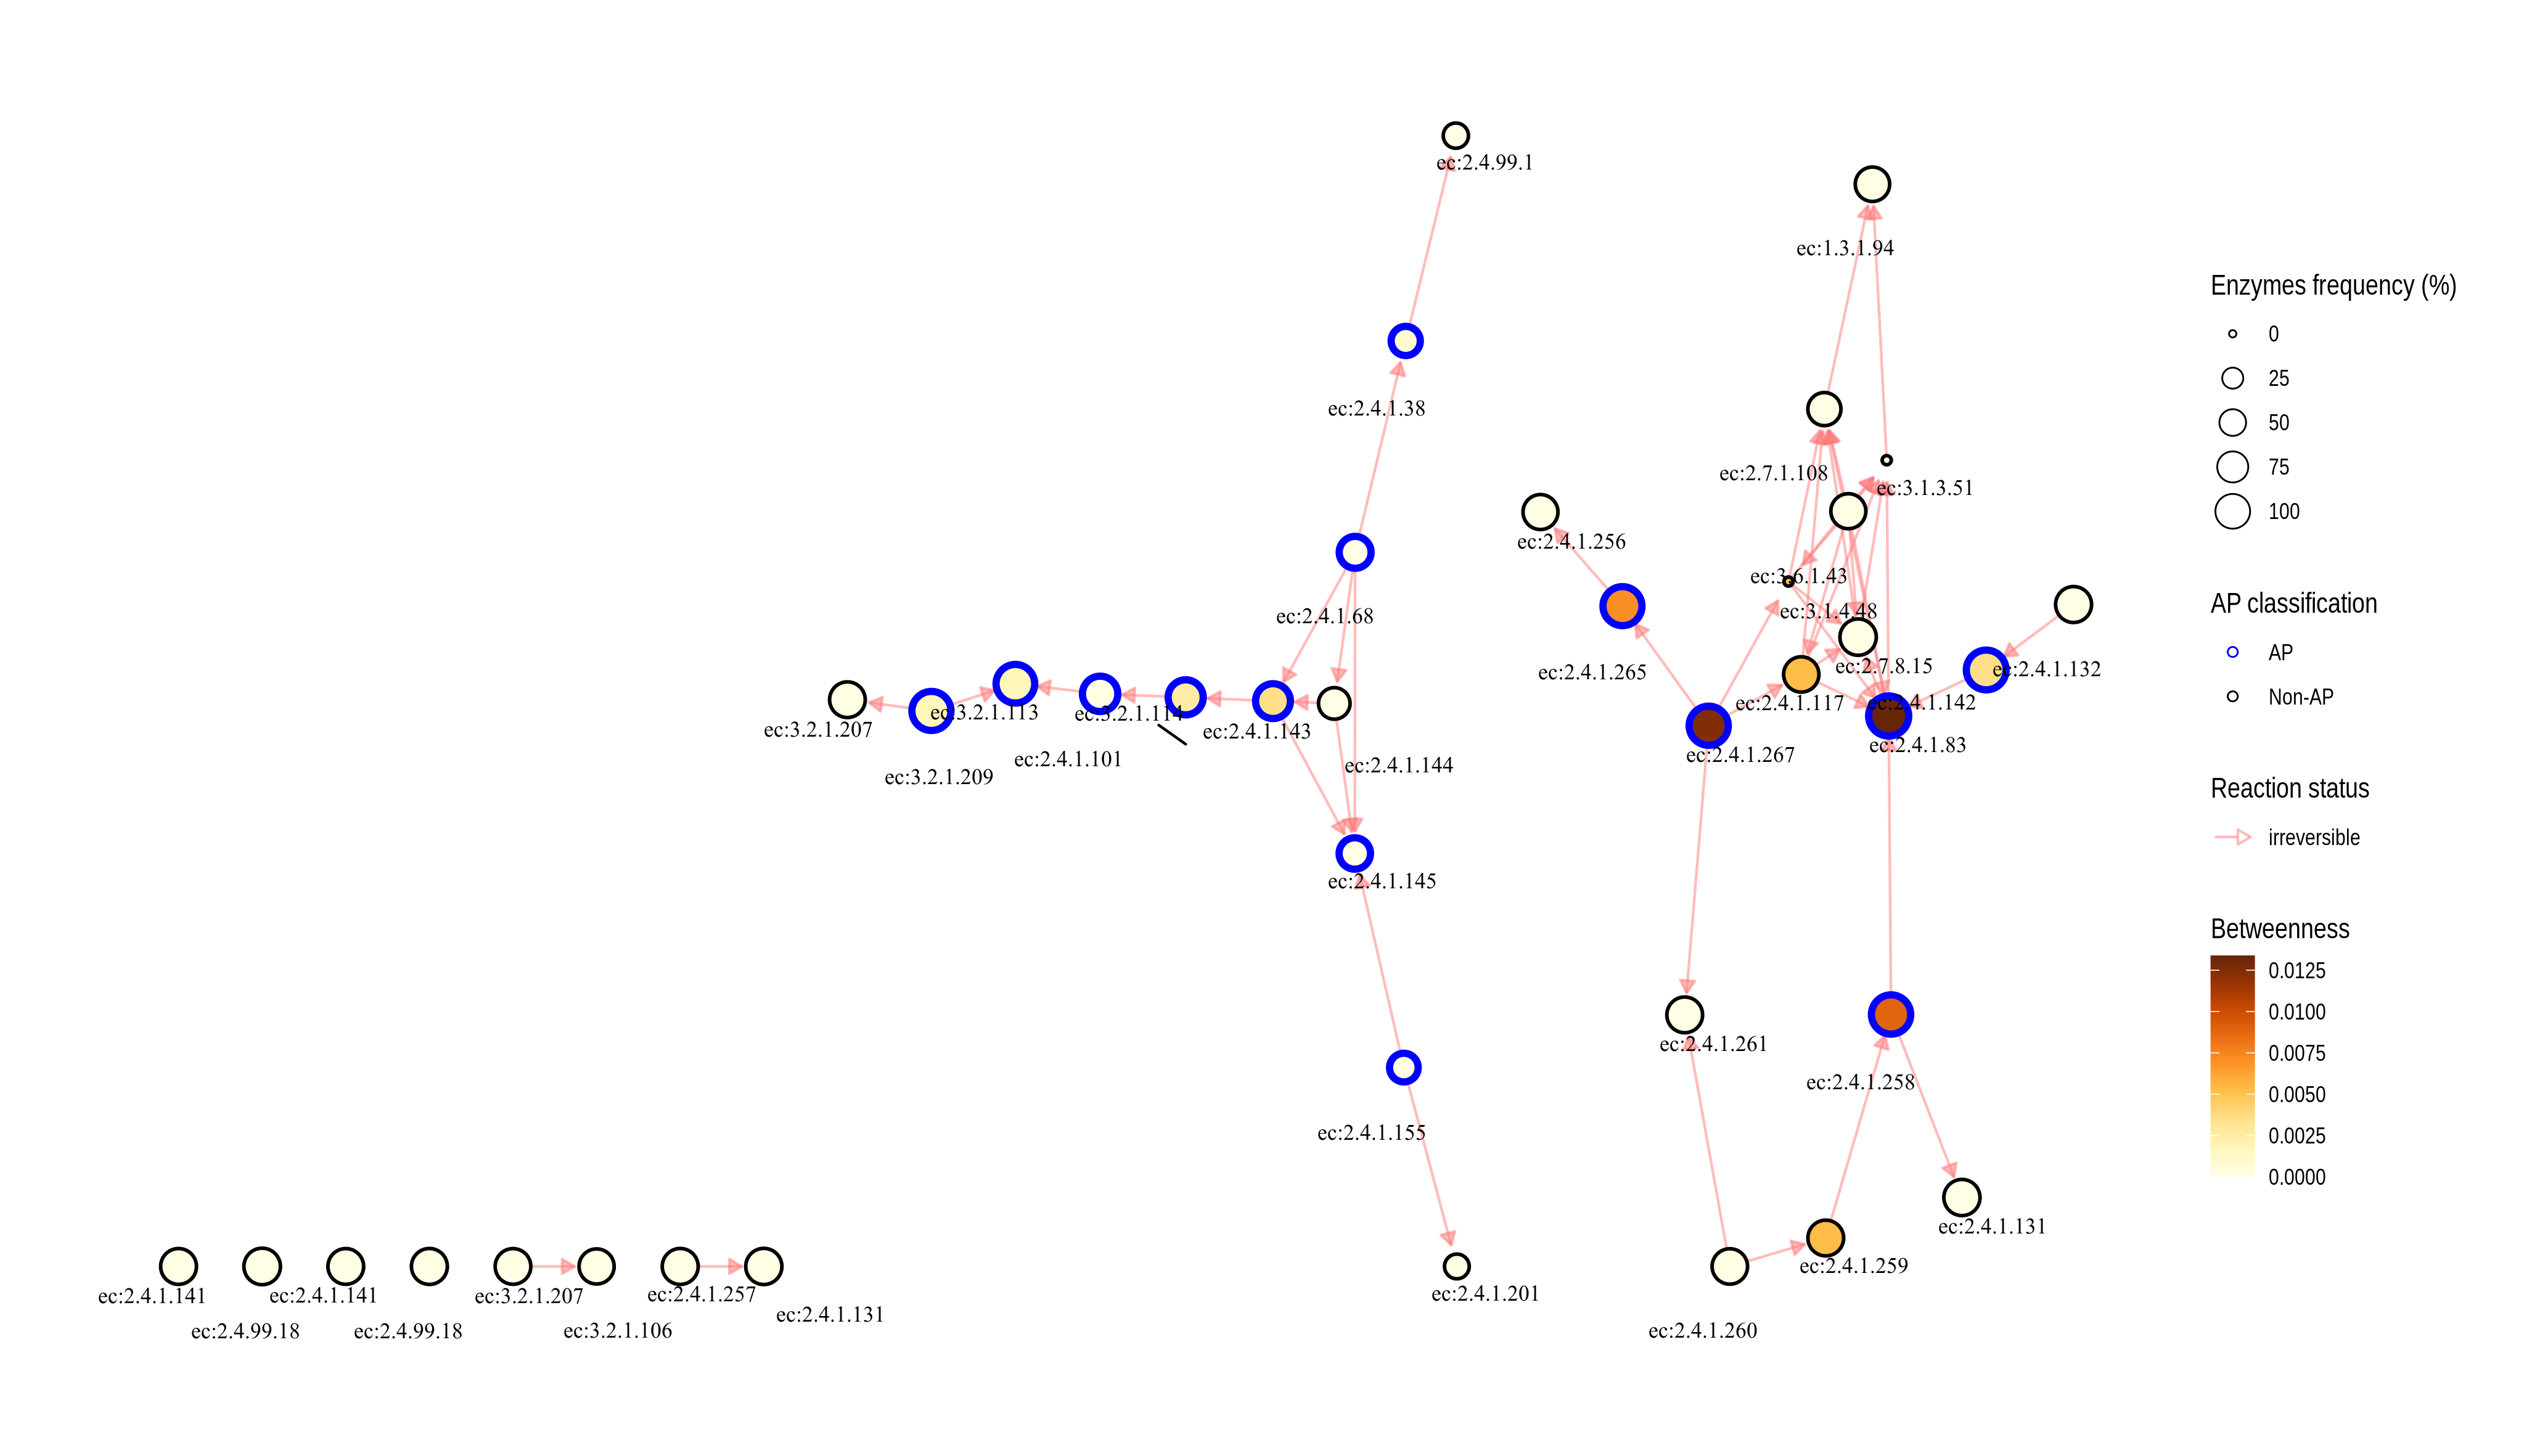 ec:2.4.99.1
ec:1.3.1.94
ec:2.4.1.38
ec:2.7.1.108
ec:3.1.3.51
ec:2.4.1.256
ec:3.6.1.43
ec:3.1.4.48
ec:2.4.1.68
ec:2.7.8.15
ec:2.4.1.132
ec:2.4.1.265
ec:2.4.1.117
ec:2.4.1.142
ec:3.2.1.207
ec:3.2.1.113
ec:3.2.1.114
ec:2.4.1.143
ec:2.4.1.267
ec:2.4.1.83
ec:3.2.1.209
ec:2.4.1.101
ec:2.4.1.144
ec:2.4.1.145
ec:2.4.1.261
ec:2.4.1.258
ec:2.4.1.155
ec:2.4.1.131
ec:2.4.1.259
ec:2.4.1.141
ec:2.4.1.141
ec:3.2.1.207
ec:2.4.1.257
ec:2.4.1.201
ec:2.4.99.18
ec:2.4.99.18
ec:3.2.1.106
ec:2.4.1.131
ec:2.4.1.260
Enzymes frequency (%)
0
25
50
75
100
AP classification
AP
Non-AP
Reaction status
irreversible
Betweenness
0.0125
0.0100
0.0075
0.0050
0.0025
0.0000